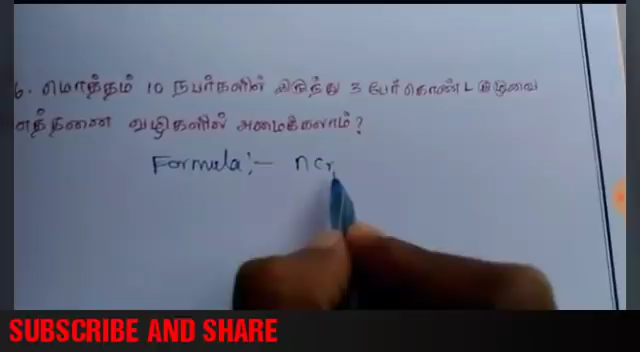 6. மொத்தம் 10 நபர்களில் இருந்து 3 பேர் கொண்ட குழுவை
எத்தனை வழிகளில் அமைக்கலாம்?
Formula:- nCr
SUBSCRIBE AND SHARE